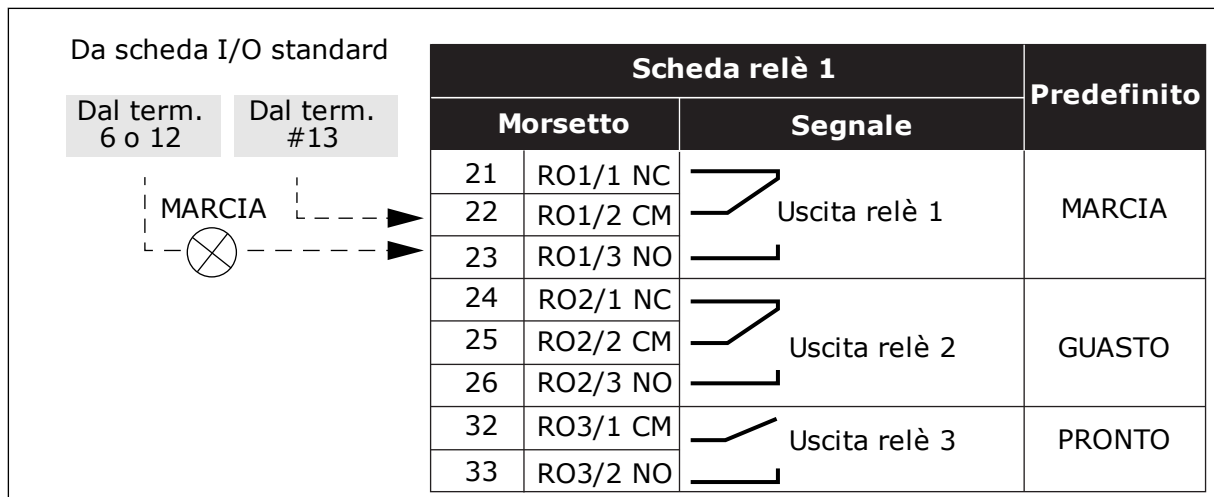 Da scheda I/O standard
Dal term.
6 o 12
Dal term.
#13
MARCIA
Scheda relè 1
Predefinito
Morsetto
Segnale
21 RO1/1 NC
22 RO1/2 CM Uscita relè 1 MARCIA
23 RO1/3 NO
24 RO2/1 NC
25 RO2/2 CM Uscita relè 2 GUASTO
26 RO2/3 NO
32 RO3/1 CM Uscita relè 3 PRONTO
33 RO3/2 NO